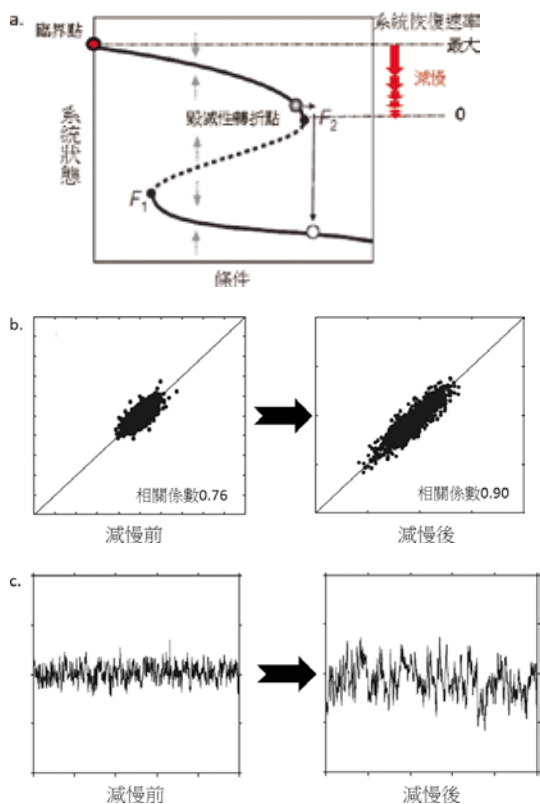 a.
系統恢復速率
臨界點
最大
減慢
毀滅性轉折點
F2
0
系統狀態
F1
條件
b.
相關係數0.76
相關係數0.90
減慢前
減慢後
c.
減慢前
減慢後